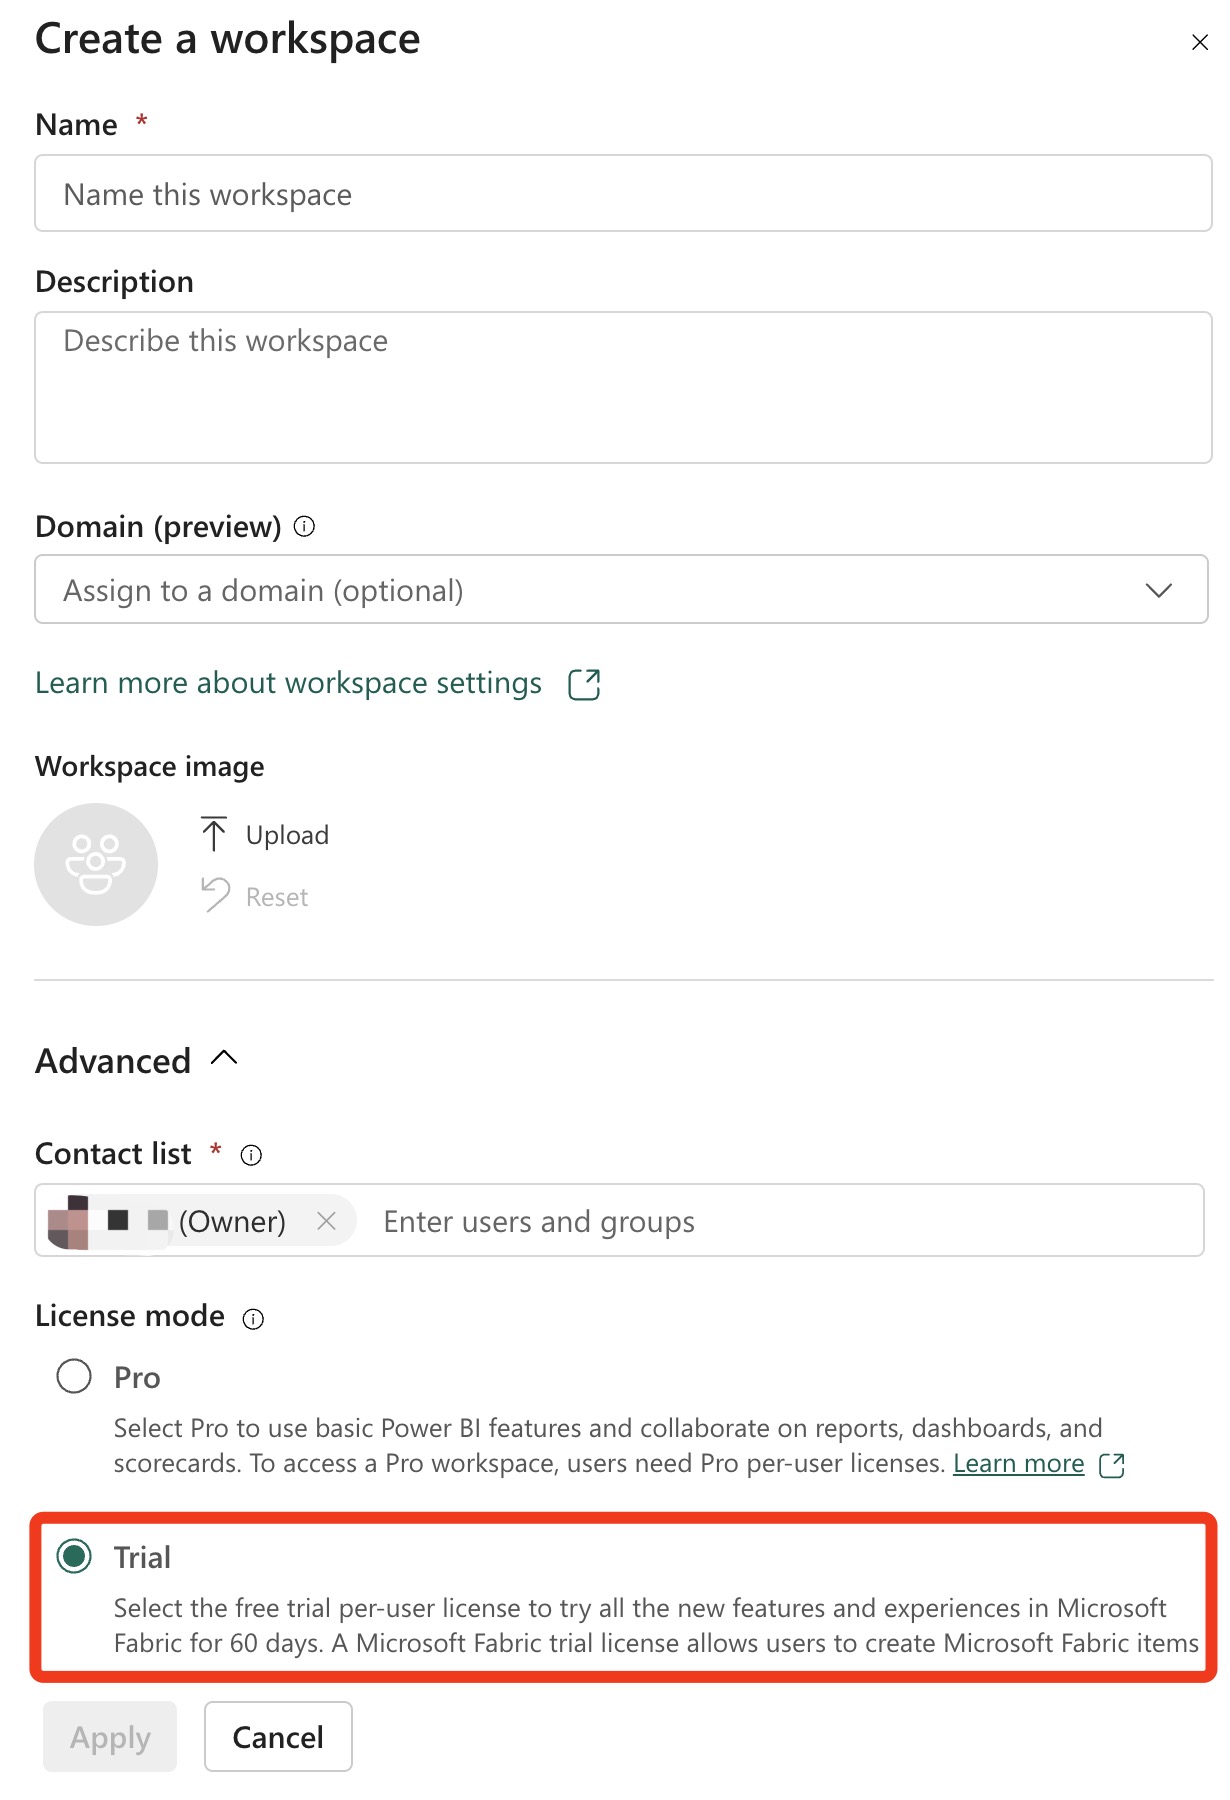 Create a workspace
Name *
Name this workspace
Description
Describe this workspace
Domain (preview)
Assign to a domain (optional)
Learn more about workspace settings
Workspace image
Upload
Reset
Advanced
Contact list *
(Owner) Enter users and groups
License mode
Pro
Select Pro to use basic Power BI features and collaborate on reports, dashboards, and
scorecards. To access a Pro workspace, users need Pro per-user licenses. Learn more
Trial
Select the free trial per-user license to try all the new features and experiences in Microsoft
Fabric for 60 days. A Microsoft Fabric trial license allows users to create Microsoft Fabric items
Apply Cancel